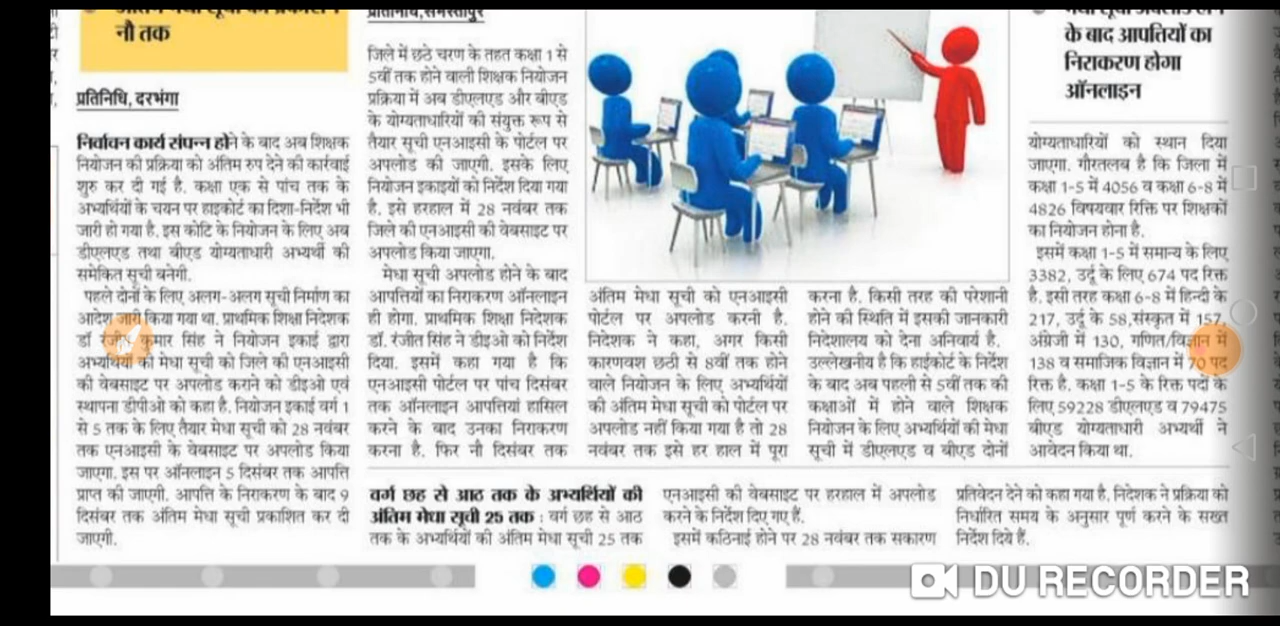 नौ तक
प्रतिनिधि, दरभंगा
निर्वाचन कार्य संपन्न होने के बाद अब शिक्षक
नियोजन की प्रक्रिया को अंतिम रुप देने की कार्रवाई
शुरु कर दी गई है. कक्षा एक से पांच तक के
अभ्यर्थियों के चयन पर हाइकोर्ट का दिशा-निर्देश भी
जारी हो गया है. इस कोटि के नियोजन के लिए अब
डीएलएड तथा बीएड योग्यताधारी अभ्यर्थी की
समेकित सूची बनेगी.
पहले दोनों के लिए अलग-अलग सूची निर्माण का
आदेश जारी किया गया था. प्राथमिक शिक्षा निदेशक
डॉ रंजीत कुमार सिंह ने नियोजन इकाई द्वारा
अभ्यर्थियों की मेधा सूची को जिले की एनआइसी
की वेबसाइट पर अपलोड कराने को डीइओ एवं
स्थापना डीपीओ को कहा है. नियोजन इकाई वर्ग 1
से 5 तक के लिए तैयार मेधा सूची को 28 नवंबर
तक एनआइसी के वेबसाइट पर अपलोड किया
जाएगा. इस पर ऑनलाइन 5 दिसंबर तक आपत्ति
प्राप्त की जाएगी. आपत्ति के निराकरण के बाद 9
दिसंबर तक अंतिम मेधा सूची प्रकाशित कर दी
जाएगी.
प्रतिनिधि,समस्तीपुर
जिले में छठे चरण के तहत कक्षा 1 से
5वीं तक होने वाली शिक्षक नियोजन
प्रक्रिया में अब डीएलएड और बीएड
के योग्यताधारियों की संयुक्त रूप से
तैयार सूची एनआइसी के पोर्टल पर
अपलोड की जाएगी. इसके लिए
नियोजन इकाइयों को निर्देश दिया गया
है. इसे हरहाल में 28 नवंबर तक
जिले की एनआइसी की वेबसाइट पर
अपलोड किया जाएगा.
मेधा सूची अपलोड होने के बाद
आपत्तियों का निराकरण ऑनलाइन
ही होगा. प्राथमिक शिक्षा निदेशक
डॉ. रंजीत सिंह ने डीइओ को निर्देश
दिया. इसमें कहा गया है कि
एनआइसी पोर्टल पर पांच दिसंबर
तक ऑनलाइन आपत्तियां हासिल
करने के बाद उनका निराकरण
करना है. फिर नौ दिसंबर तक
अंतिम मेधा सूची को एनआइसी
पोर्टल पर अपलोड करनी है.
निदेशक ने कहा, अगर किसी
कारणवश छठी से 8वीं तक होने
वाले नियोजन के लिए अभ्यर्थियों
की अंतिम मेधा सूची को पोर्टल पर
अपलोड नहीं किया गया है तो 28
नवंबर तक इसे हर हाल में पूरा
करना है. किसी तरह की परेशानी
होने की स्थिति में इसकी जानकारी
निदेशालय को देना अनिवार्य है.
उल्लेखनीय है कि हाईकोर्ट के निर्देश
के बाद अब पहली से 5वीं तक की
कक्षाओं में होने वाले शिक्षक
नियोजन के लिए अभ्यर्थियों की मेधा
सूची में डीएलएड व बीएड दोनों
के बाद आपत्तियों का
निराकरण होगा
ऑनलाइन
योग्यताधारियों को स्थान दिया
जाएगा. गौरतलब है कि जिला में
कक्षा 1-5 में 4056 व कक्षा 6-8 में
4826 विषयवार रिक्ति पर शिक्षकों
का नियोजन होना है.
इसमें कक्षा 1-5 में समान्य के लिए
3382, उर्दू के लिए 674 पद रिक्त
है. इसी तरह कक्षा 6-8 में हिन्दी के
217, उर्दू के 58,संस्कृत में 157,
अंग्रेजी में 130, गणित/विज्ञान में
138 व समाजिक विज्ञान में 70 पद
रिक्त है. कक्षा 1-5 के रिक्त पदों के
लिए 59228 डीएलएड व 79475
बीएड योग्यताधारी अभ्यर्थी ने
आवेदन किया था.
वर्ग छह से आठ तक के अभ्यर्थियों की
अंतिम मेधा सूची 25 तक : वर्ग छह से आठ
तक के अभ्यर्थियों की अंतिम मेधा सूची 25 तक
एनआइसी की वेबसाइट पर हरहाल में अपलोड
करने के निर्देश दिए गए हैं.
इसमें कठिनाई होने पर 28 नवंबर तक सकारण
प्रतिवेदन देने को कहा गया है. निदेशक ने प्रक्रिया को
निर्धारित समय के अनुसार पूर्ण करने के सख्त
निर्देश दिये हैं.
DU RECORDER